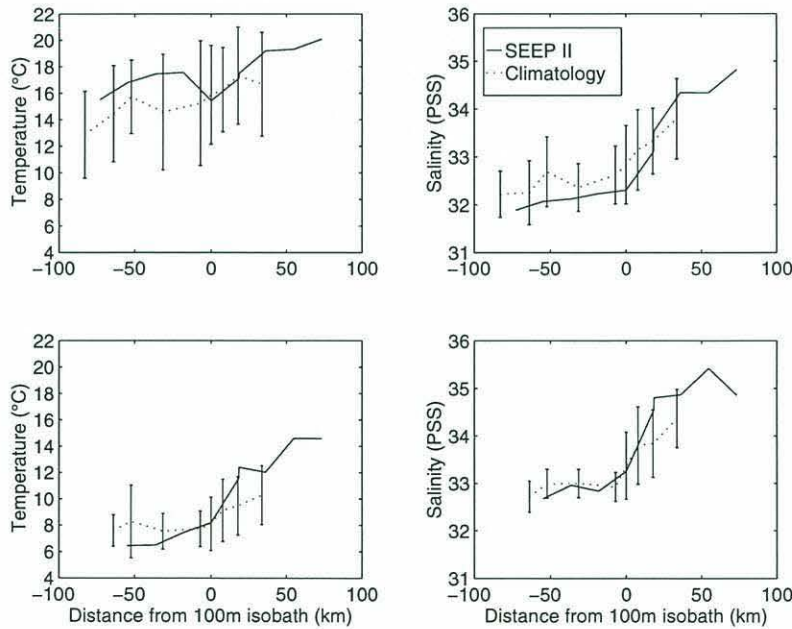 22
20
18
16
14
12
10
8
6
4
Temperature (°C)
−100 −50 0 50 100
36
35
34
33
32
31
Salinity (PSS)
SEEP II
Climatology
−100 −50 0 50 100
22
20
18
16
14
12
10
8
6
4
Temperature (°C)
−100 −50 0 50 100
Distance from 100m isobath (km)
36
35
34
33
32
31
Salinity (PSS)
−100 −50 0 50 100
Distance from 100m isobath (km)